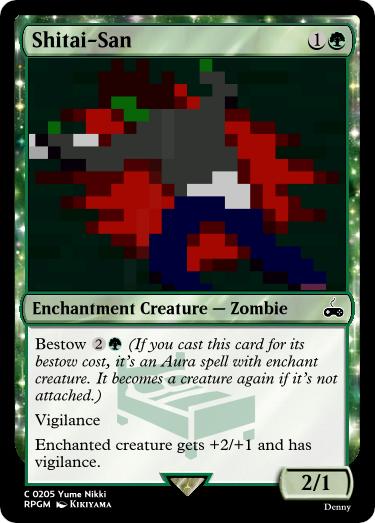 Shitai-San 1
Enchantment Creature — Zombie
Bestow 2 (If you cast this card for its
bestow cost, it's an Aura spell with enchant
creature. It becomes a creature again if it's not
attached.)
Vigilance
Enchanted creature gets +2/+1 and has
vigilance.
2/1
C 0205 Yume Nikki
RPGM KIKIYAMA
Denny